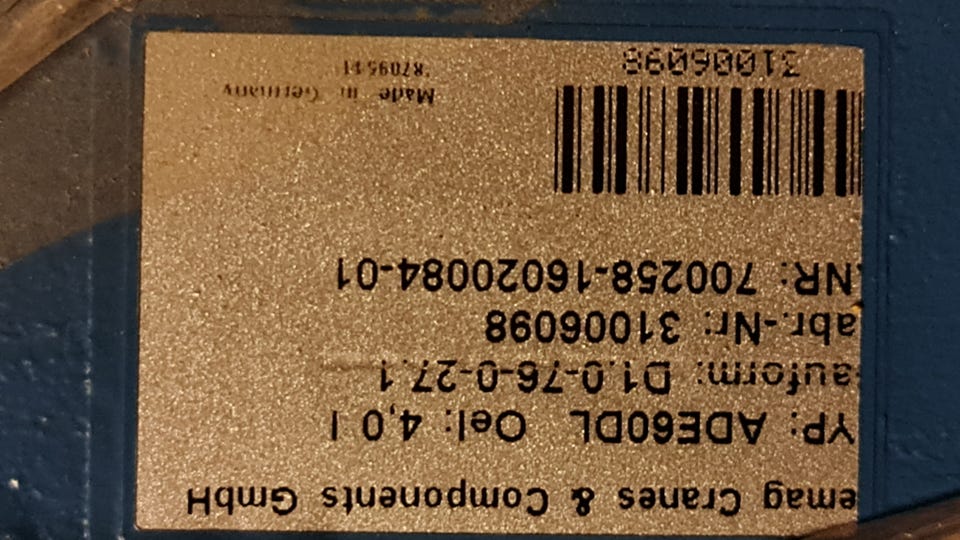 emag Cranes & Components GmbH
YP: ADE60DL Oel: 4,0 l
auform: D1.0-76-0-27.1
abr.-Nr: 31006098
.NR: 700258-16020084-01
31006098
Made in Germany